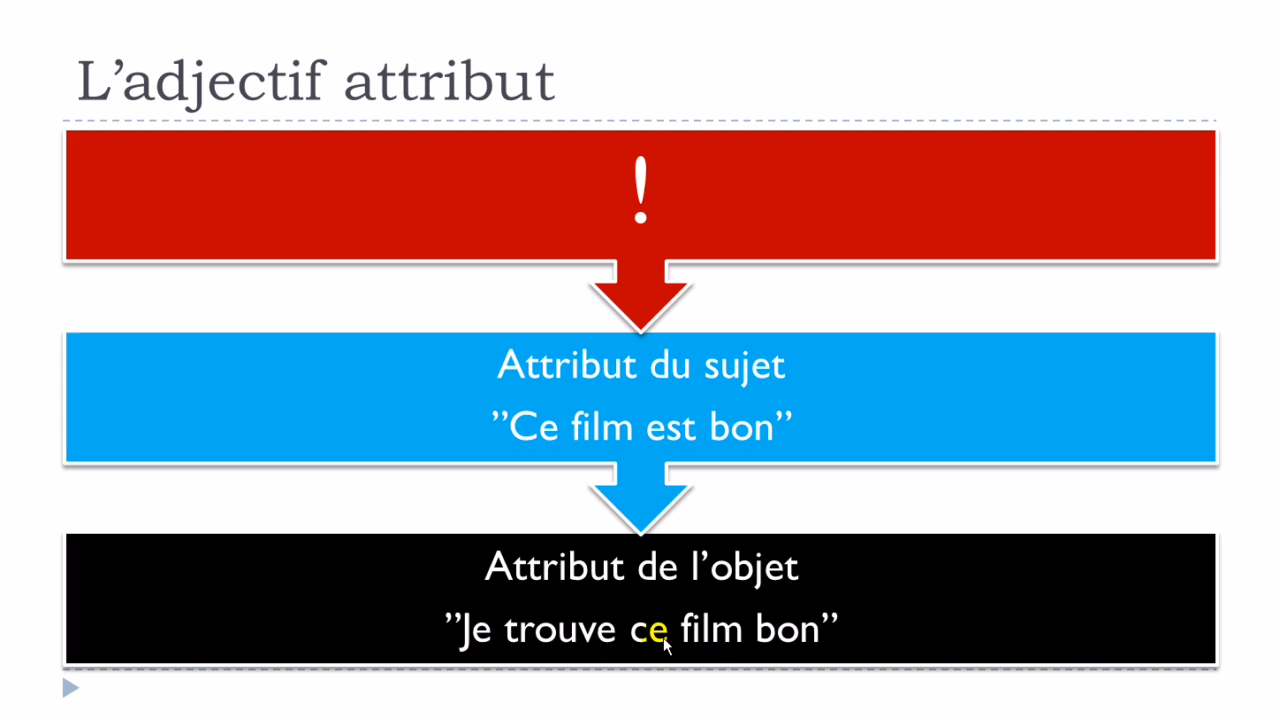 L’adjectif attribut
!
Attribut du sujet
”Ce film est bon”
Attribut de l’objet
”Je trouve ce film bon”